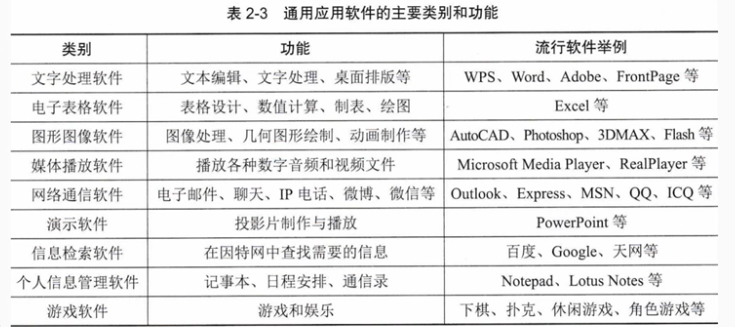 表 2-3 通用应用软件的主要类别和功能
类别 功能 流行软件举例
文字处理软件 文本编辑、文字处理、桌面排版等 WPS、Word、Adobe、FrontPage 等
电子表格软件 表格设计、数值计算、制表、绘图 Excel 等
图形图像软件 图像处理、几何图形绘制、动画制作等 AutoCAD、Photoshop、3DMAX、Flash 等
媒体播放软件 播放各种数字音频和视频文件 Microsoft Media Player、RealPlayer 等
网络通信软件 电子邮件、聊天、IP 电话、微博、微信等 Outlook、Express、MSN、QQ、ICQ 等
演示软件 投影片制作与播放 PowerPoint 等
信息检索软件 在因特网中查找需要的信息 百度、Google、天网等
个人信息管理软件 记事本、日程安排、通信录 Notepad、Lotus Notes 等
游戏软件 游戏和娱乐 下棋、扑克、休闲游戏、角色游戏等